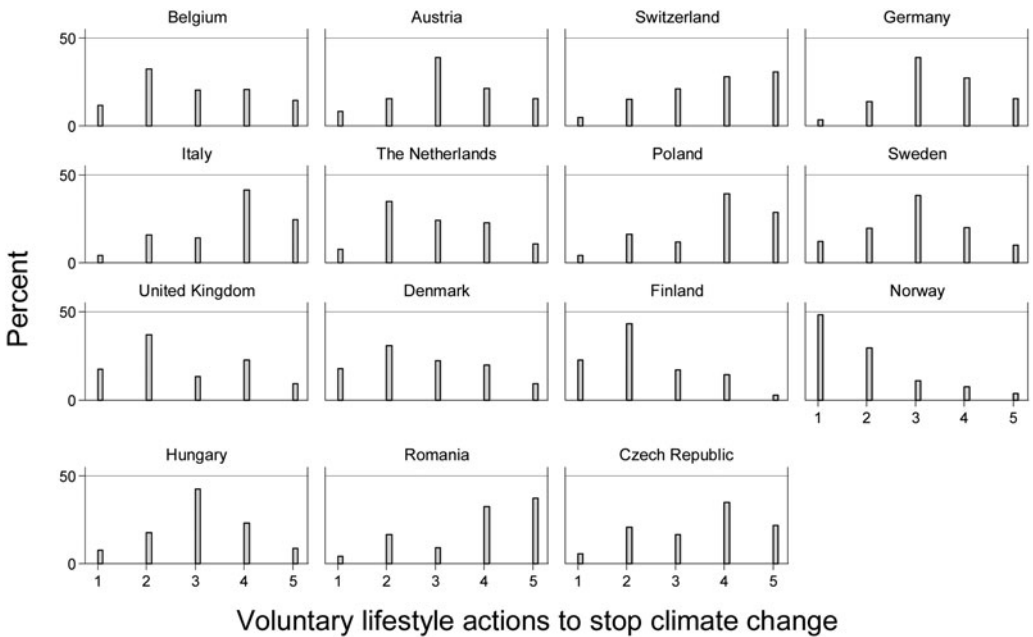 Belgium
Austria
Switzerland
Germany
50
0
Italy
The Netherlands
Poland
Sweden
50
0
United Kingdom
Denmark
Finland
Norway
50
0
1 2 3 4 5
Hungary
Romania
Czech Republic
50
0
1 2 3 4 5
1 2 3 4 5
1 2 3 4 5
Percent
Voluntary lifestyle actions to stop climate change